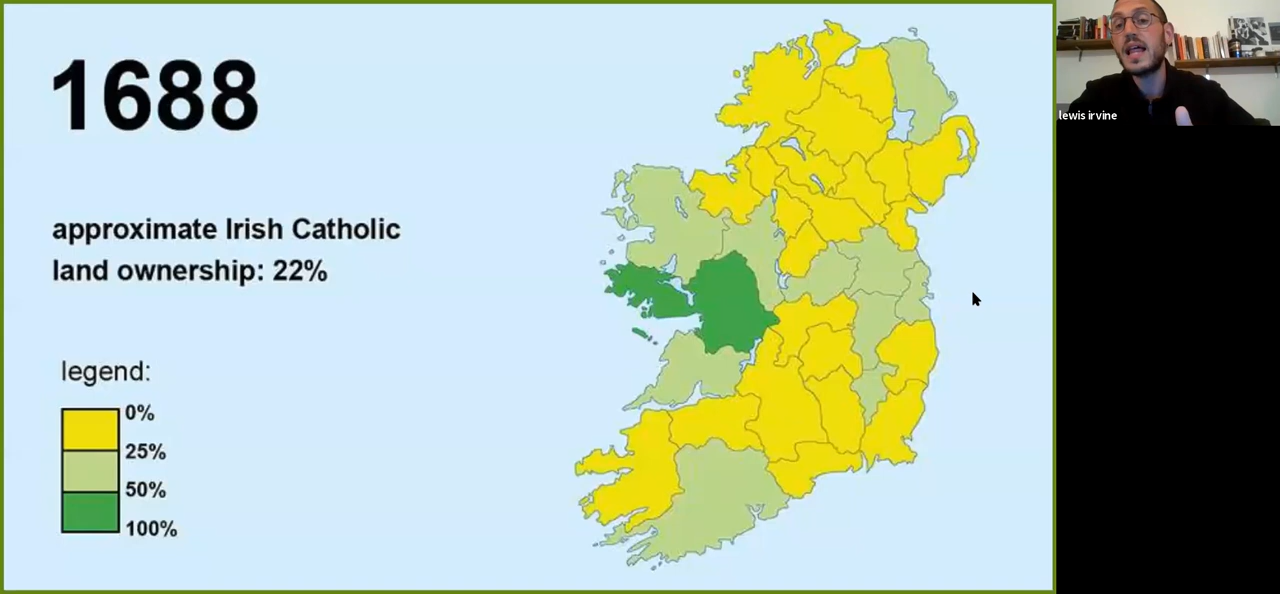 1688
approximate Irish Catholic
land ownership: 22%
legend:
0%
25%
50%
100%
lewis irvine